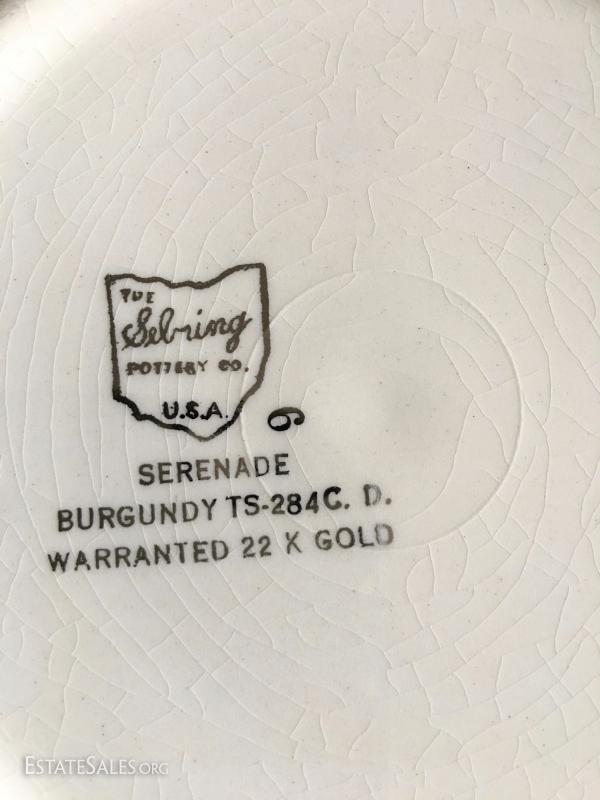 THE
Sebring
POTTERY CO.
U.S.A.
6
SERENADE
BURGUNDY TS-284C. D.
WARRANTED 22 K GOLD
ESTATESALES.ORG